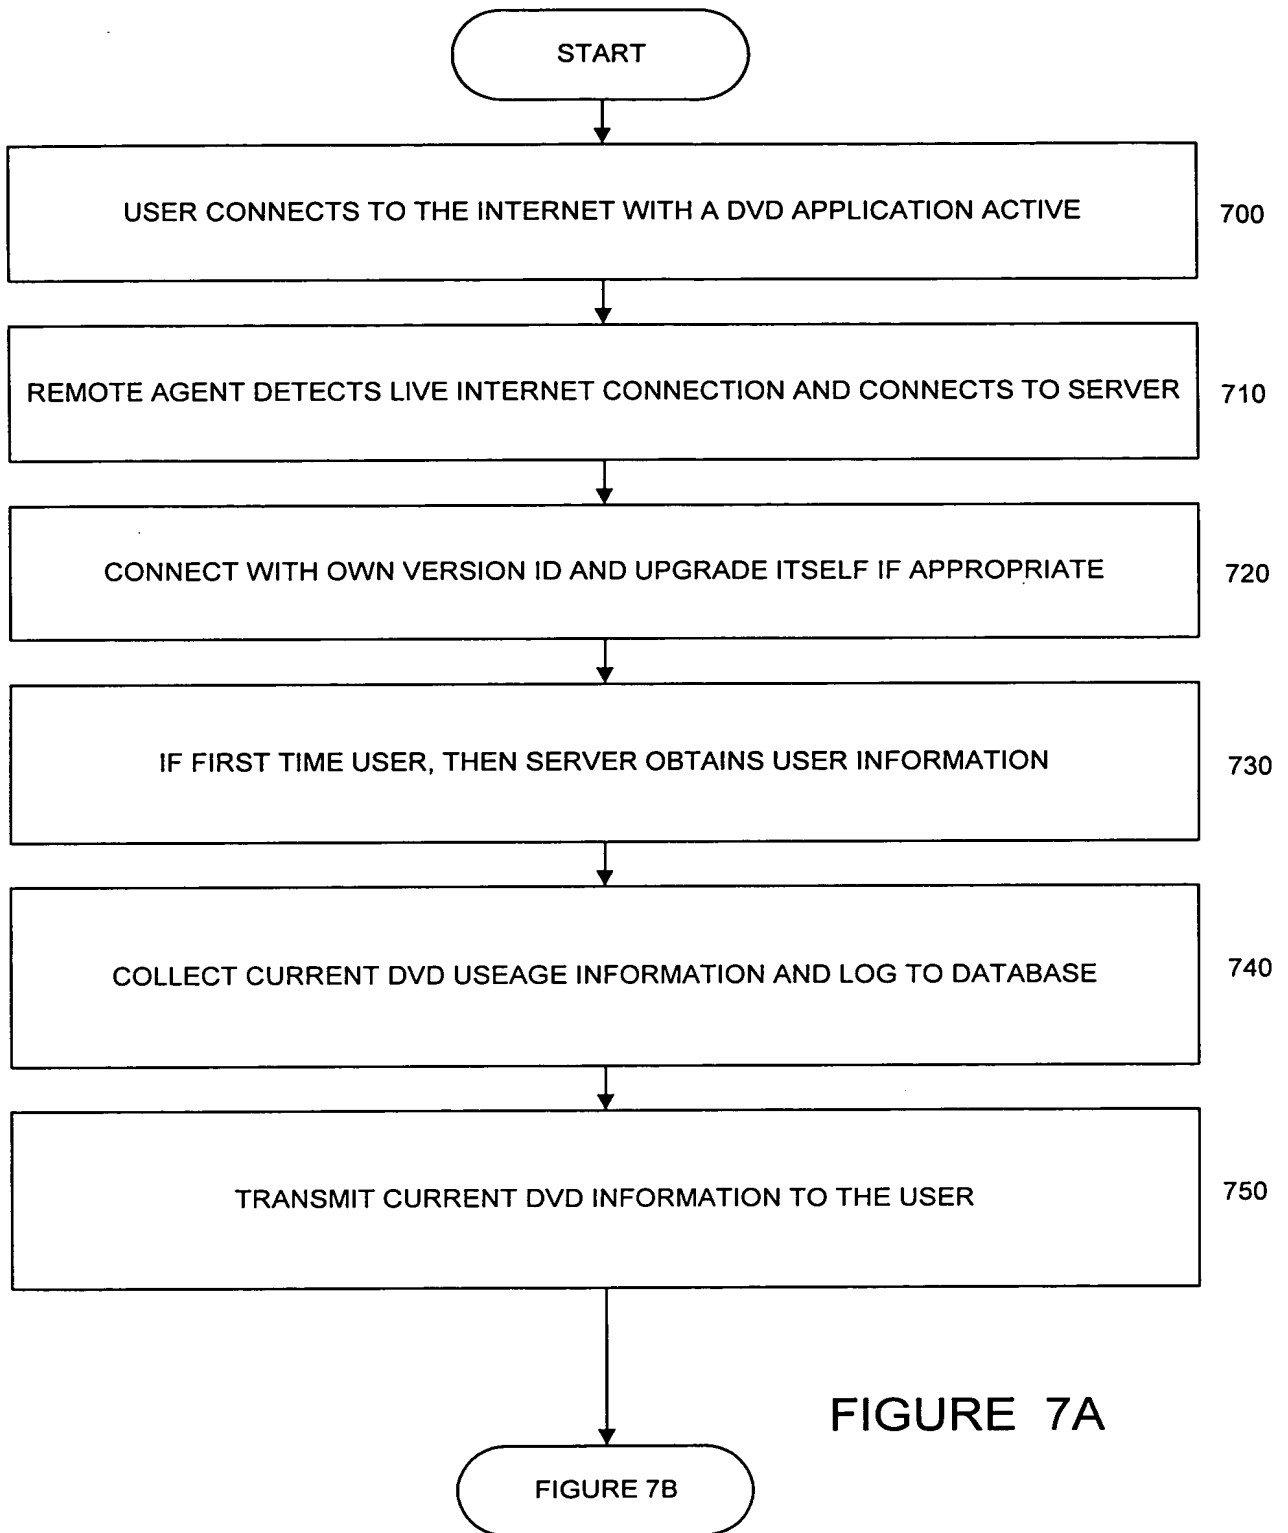 START
USER CONNECTS TO THE INTERNET WITH A DVD APPLICATION ACTIVE
700
REMOTE AGENT DETECTS LIVE INTERNET CONNECTION AND CONNECTS TO SERVER
710
CONNECT WITH OWN VERSION ID AND UPGRADE ITSELF IF APPROPRIATE
720
IF FIRST TIME USER, THEN SERVER OBTAINS USER INFORMATION
730
COLLECT CURRENT DVD USEAGE INFORMATION AND LOG TO DATABASE
740
TRANSMIT CURRENT DVD INFORMATION TO THE USER
750
FIGURE 7A
FIGURE 7B